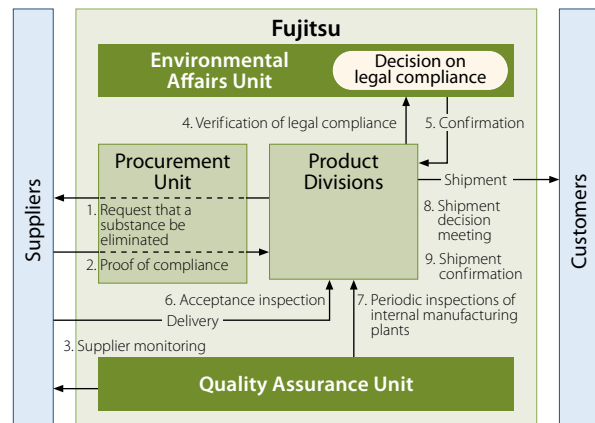 Fujitsu
Suppliers
Customers
Environmental
Affairs Unit
Decision on
legal compliance
4. Verification of legal compliance
5. Confirmation
Procurement
Unit
Product
Divisions
Shipment
1. Request that a
substance be
eliminated
2. Proof of compliance
8. Shipment
decision
meeting
9. Shipment
confirmation
6. Acceptance inspection
Delivery
7. Periodic inspections of
internal manufacturing
plants
3. Supplier monitoring
Quality Assurance Unit